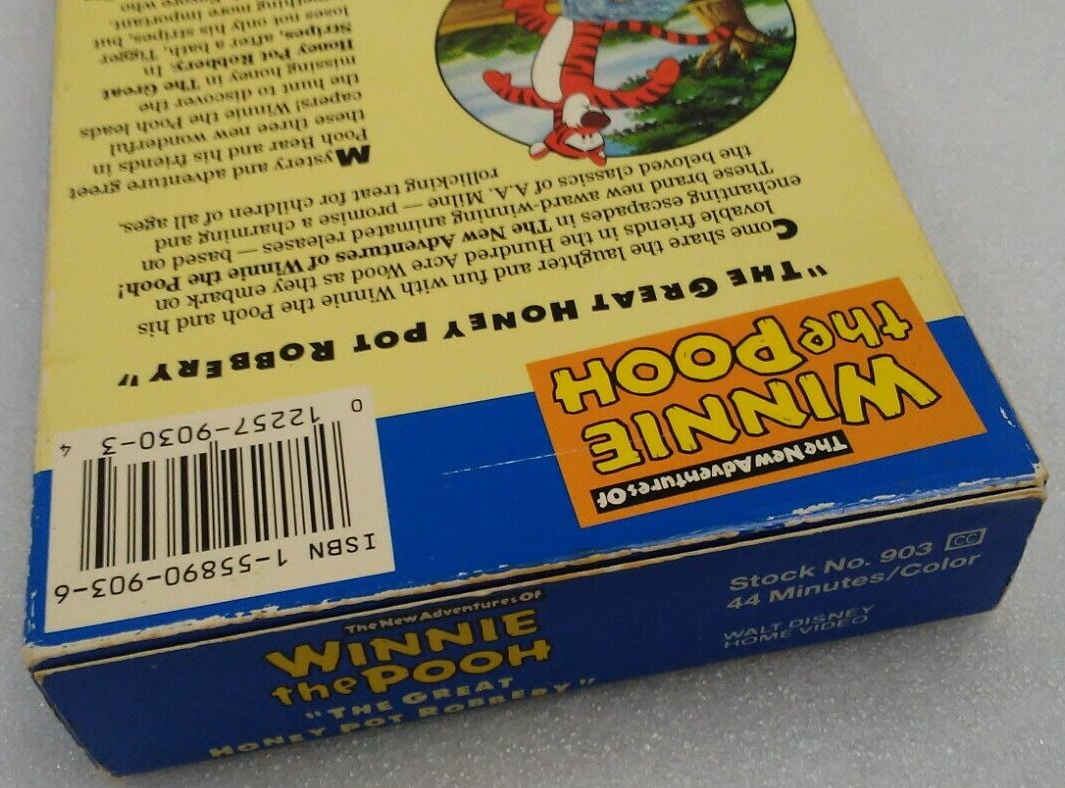 The New Adventures Of
WINNIE
the POOH
"THE GREAT HONEY POT ROBBERY"
Come share the laughter and fun with Winnie the Pooh and his
lovable friends in the Hundred Acre Wood as they embark on
enchanting escapades in The New Adventures of Winnie the Pooh!
These brand new award-winning animated releases — based on
the beloved classics of A.A. Milne — promise a charming and
rollicking treat for children of all ages.
Mystery and adventure greet
Pooh Bear and his friends in
these three new wonderful
capers! Winnie the Pooh leads
the hunt to discover the
missing honey in The Great
Honey Pot Robbery. In
Stripes, after a bath, Tigger
loses not only his stripes, but
something more important.
who
ISBN 1-55890-903-6
0 12257-9030-3 4
The New Adventures Of
WINNIE
the POOH
"THE GREAT
HONEY POT ROBBERY"
Stock No. 903 CC
44 Minutes/Color
WALT DISNEY
HOME VIDEO